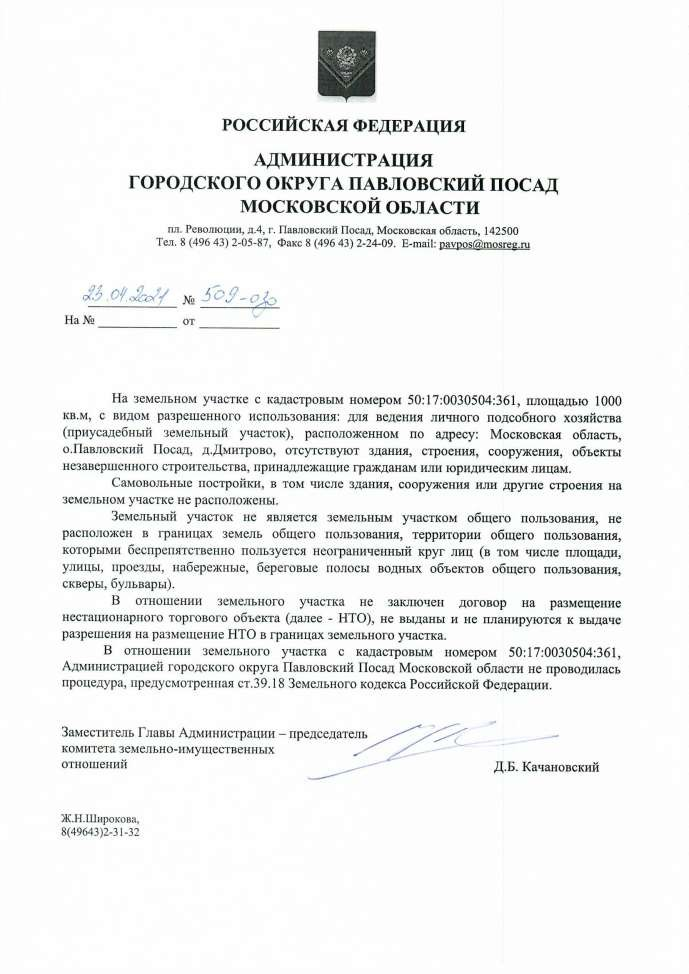 РОССИЙСКАЯ ФЕДЕРАЦИЯ
АДМИНИСТРАЦИЯ
ГОРОДСКОГО ОКРУГА ПАВЛОВСКИЙ ПОСАД
МОСКОВСКОЙ ОБЛАСТИ
пл. Революции, д.4, г. Павловский Посад, Московская область, 142500
Тел. 8 (496 43) 2-05-87, Факс 8 (496 43) 2-24-09. E-mail: pavpos@mosreg.ru
23.04.2021 № 509-озо
На № ____________ от ____________
На земельном участке с кадастровым номером 50:17:0030504:361, площадью 1000
кв.м, с видом разрешенного использования: для ведения личного подсобного хозяйства
(приусадебный земельный участок), расположенном по адресу: Московская область,
о.Павловский Посад, д.Дмитрово, отсутствуют здания, строения, сооружения, объекты
незавершенного строительства, принадлежащие гражданам или юридическим лицам.
Самовольные постройки, в том числе здания, сооружения или другие строения на
земельном участке не расположены.
Земельный участок не является земельным участком общего пользования, не
расположен в границах земель общего пользования, территории общего пользования,
которыми беспрепятственно пользуется неограниченный круг лиц (в том числе площади,
улицы, проезды, набережные, береговые полосы водных объектов общего пользования,
скверы, бульвары).
В отношении земельного участка не заключен договор на размещение
нестационарного торгового объекта (далее - НТО), не выданы и не планируются к выдаче
разрешения на размещение НТО в границах земельного участка.
В отношении земельного участка с кадастровым номером 50:17:0030504:361,
Администрацией городского округа Павловский Посад Московской области не проводилась
процедура, предусмотренная ст.39.18 Земельного кодекса Российской Федерации.
Заместитель Главы Администрации – председатель
комитета земельно-имущественных
отношений
Д.Б. Качановский
Ж.Н.Широкова,
8(49643)2-31-32